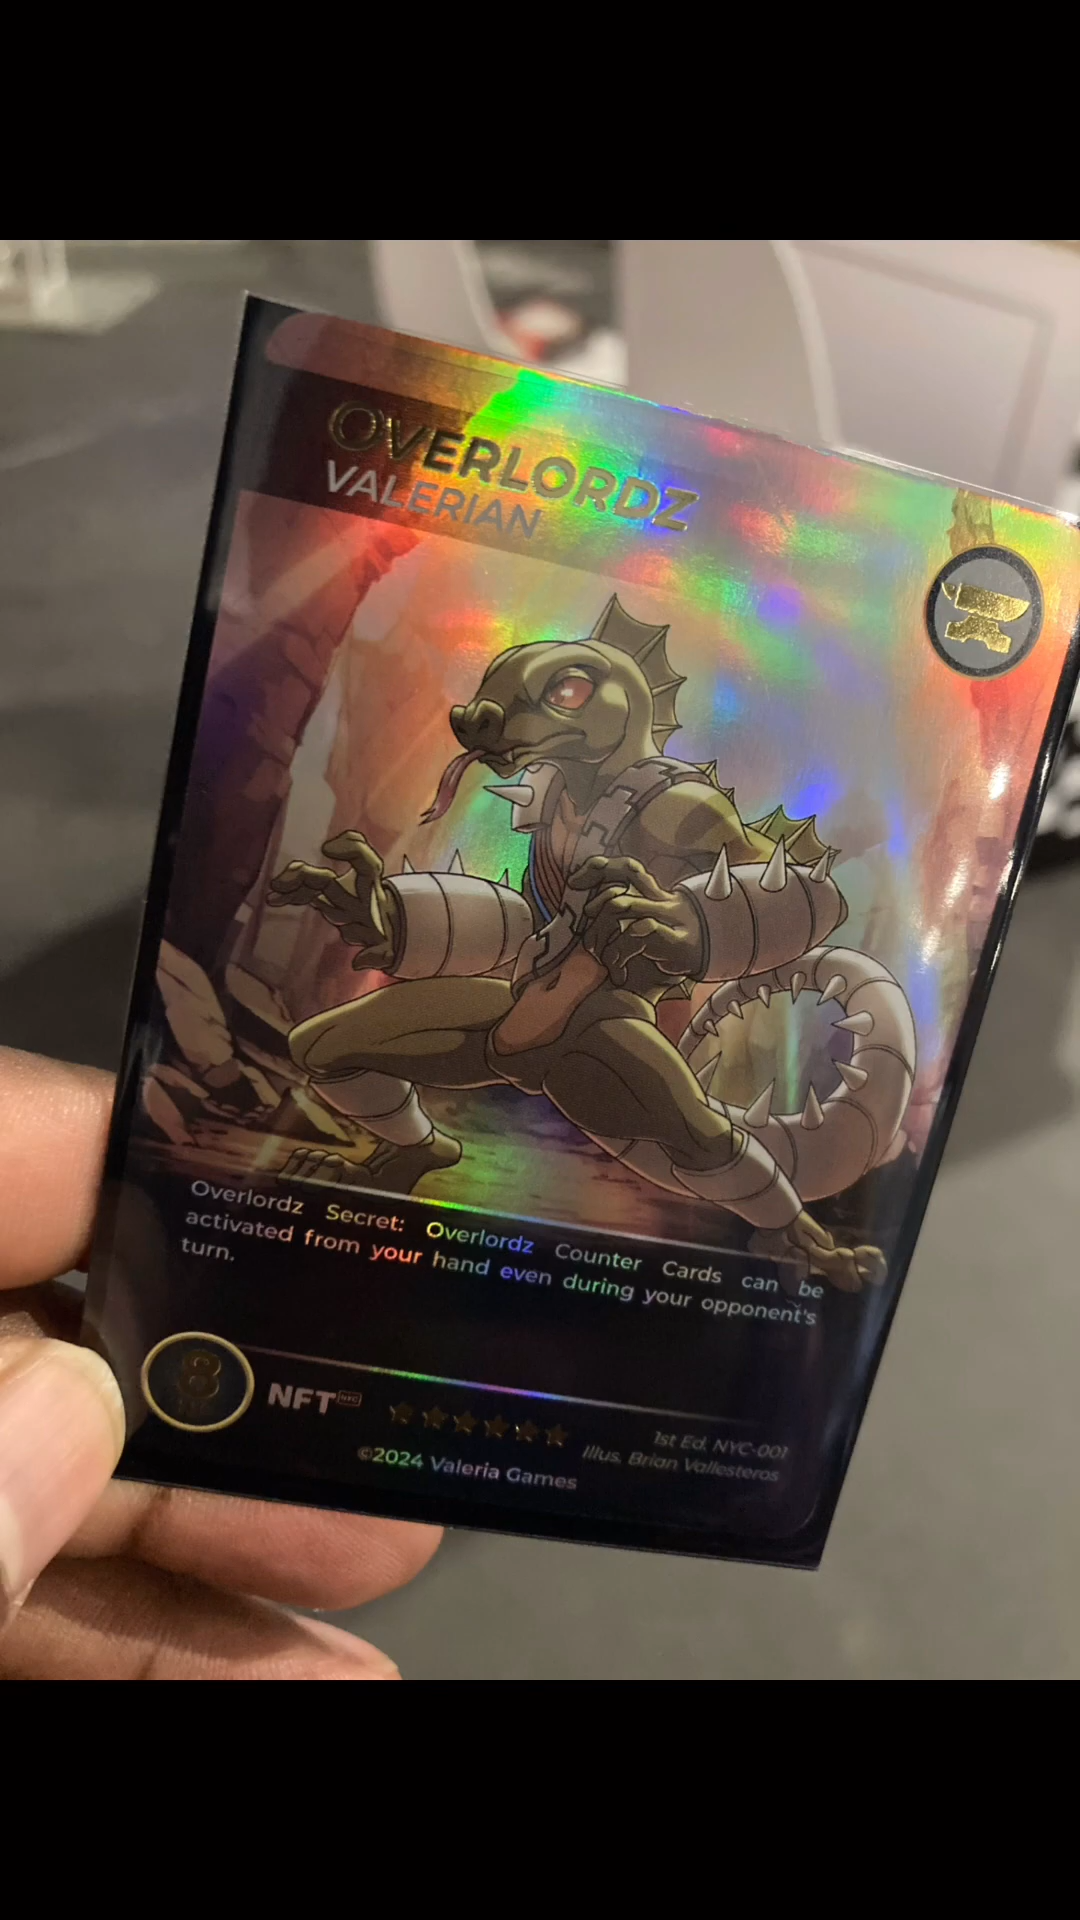 OVERLORDZ
VALERIAN
Overlordz Secret: Overlordz Counter Cards can be
activated from your hand even during your opponent's
turn.
8
NFT NYC
1st Ed. NYC-001
Illus. Brian Vallesteros
©2024 Valeria Games